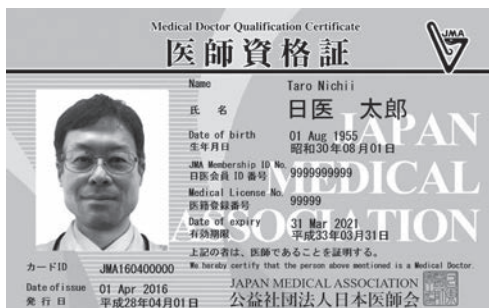 Medical Doctor Qualification Certificate
医師資格証
JMA
Name Taro Nichii
氏 名 日医 太郎
Date of birth 01 Aug 1955
生年月日 昭和30年08月01日
JMA Membership ID No.
日医会員 ID 番号 9999999999
Medical License No.
医籍登録番号 99999
Date of expiry 31 Mar 2021
有効期限 平成33年03月31日
JAPAN
MEDICAL
ASSOCIATION
上記の者は、医師であることを証明する。
We hereby certify that the person above mentioned is a Medical Doctor.
カードID JMA160400000
Date of issue 01 Apr 2016
発 行 日 平成28年04月01日
JAPAN MEDICAL ASSOCIATION
公益社団法人日本医師会